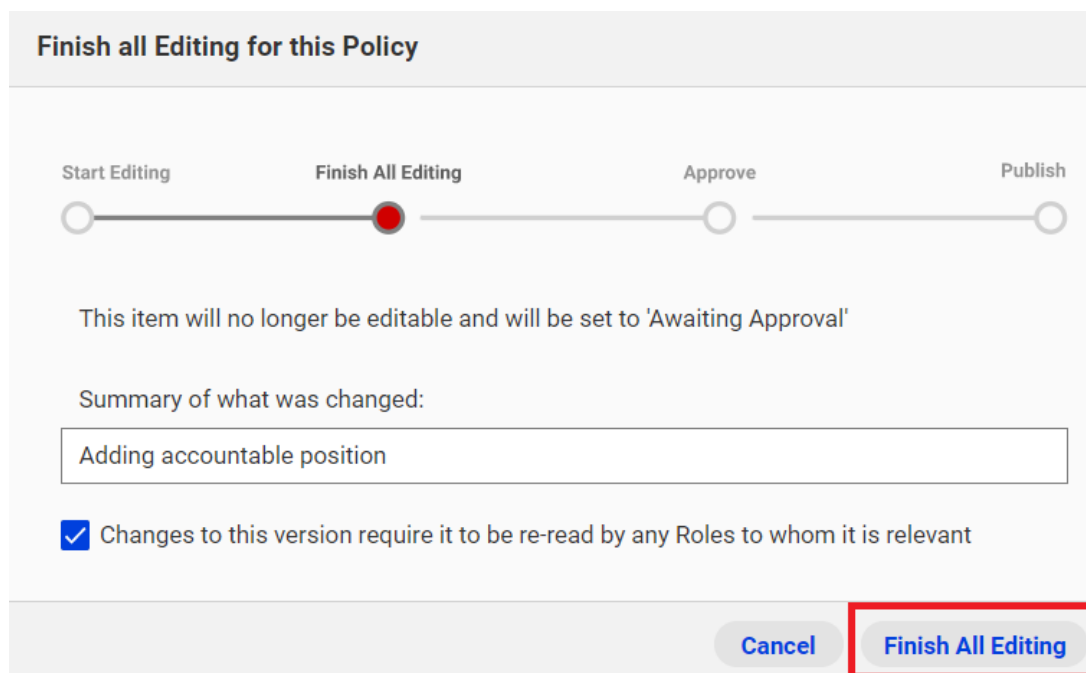 Finish all Editing for this Policy
Start Editing
Finish All Editing
Approve
Publish
This item will no longer be editable and will be set to 'Awaiting Approval'
Summary of what was changed:
Adding accountable position
Changes to this version require it to be re-read by any Roles to whom it is relevant
Cancel
Finish All Editing